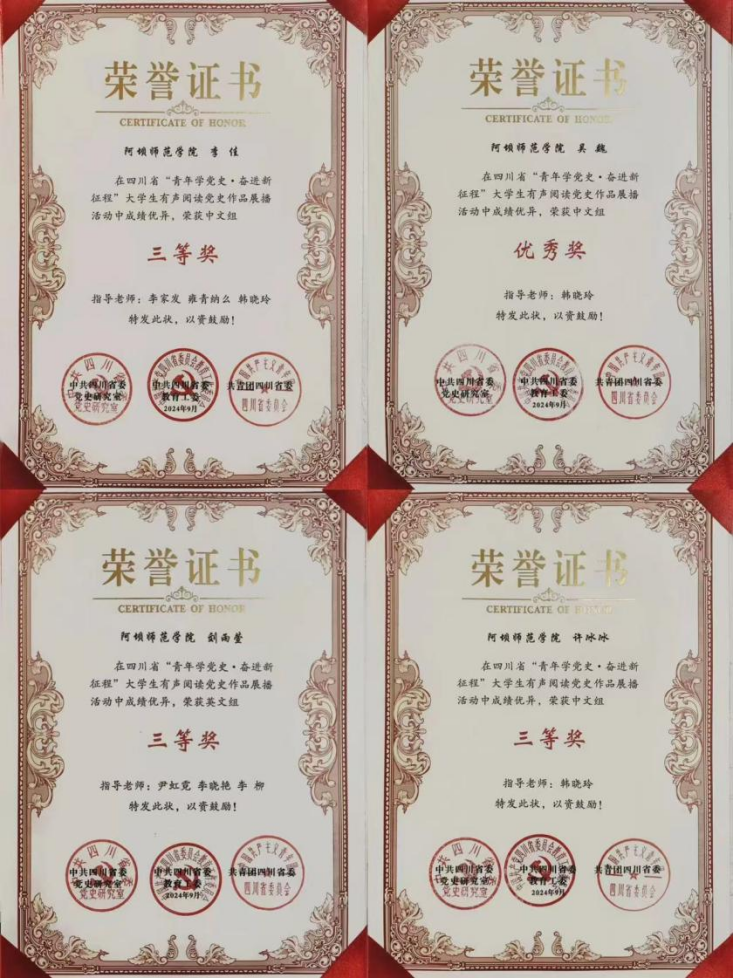 荣誉证书
CERTIFICATE OF HONOR
阿坝师范学院 李佳
在四川省“青年学党史·奋进新
征程”大学生有声阅读党史作品展播
活动中成绩优异,荣获中文组
三等奖
指导老师:李家发 雍青纳么 韩晓玲
特发此状,以资鼓励!
中共四川省委
党史研究室
中共四川省委
教育工委
2024年9月
共青团四川省委
四川省委员会
荣誉证书
CERTIFICATE OF HONOR
阿坝师范学院 吴巍
在四川省“青年学党史·奋进新
征程”大学生有声阅读党史作品展播
活动中成绩优异,荣获中文组
优秀奖
指导老师:韩晓玲
特发此状,以资鼓励!
中共四川省委
党史研究室
中共四川省委
教育工委
2024年9月
共青团四川省委
四川省委员会
荣誉证书
CERTIFICATE OF HONOR
阿坝师范学院 刘雨莹
在四川省“青年学党史·奋进新
征程”大学生有声阅读党史作品展播
活动中成绩优异,荣获英文组
三等奖
指导老师:尹虹霓 李晓艳 李柳
特发此状,以资鼓励!
中共四川省委
党史研究室
中共四川省委
教育工委
2024年9月
共青团四川省委
四川省委员会
荣誉证书
CERTIFICATE OF HONOR
阿坝师范学院 许冰冰
在四川省“青年学党史·奋进新
征程”大学生有声阅读党史作品展播
活动中成绩优异,荣获中文组
三等奖
指导老师:韩晓玲
特发此状,以资鼓励!
中共四川省委
党史研究室
中共四川省委
教育工委
2024年9月
共青团四川省委
四川省委员会